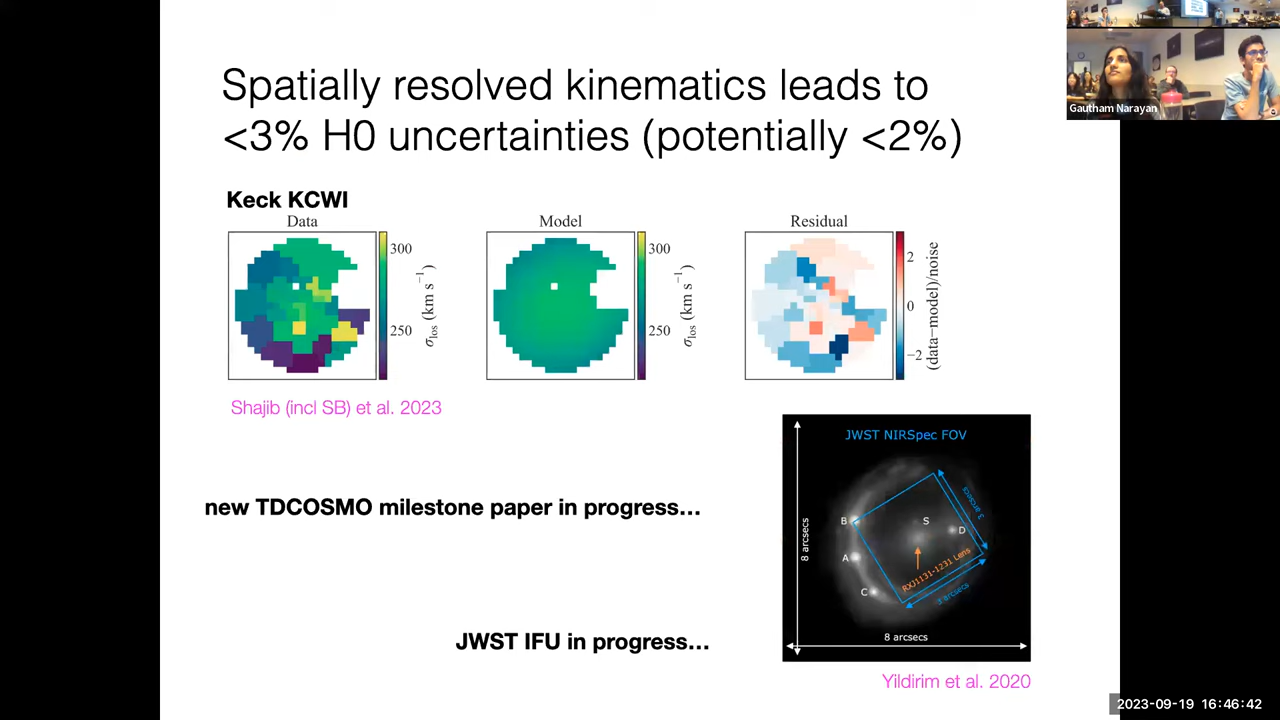 Spatially resolved kinematics leads to
<3% H0 uncertainties (potentially <2%)
Gautham Narayan
Keck KCWI
Data
Model
Residual
300
250
σlos (km s−1)
300
250
σlos (km s−1)
2
0
−2
(data−model)/noise
Shajib (incl SB) et al. 2023
new TDCOSMO milestone paper in progress...
JWST IFU in progress...
JWST NIRSpec FOV
8 arcsecs
3 arcsecs
B
S
D
A
C
RXJ1131-1231 Lens
3 arcsecs
8 arcsecs
Yildirim et al. 2020
2023-09-19 16:46:42